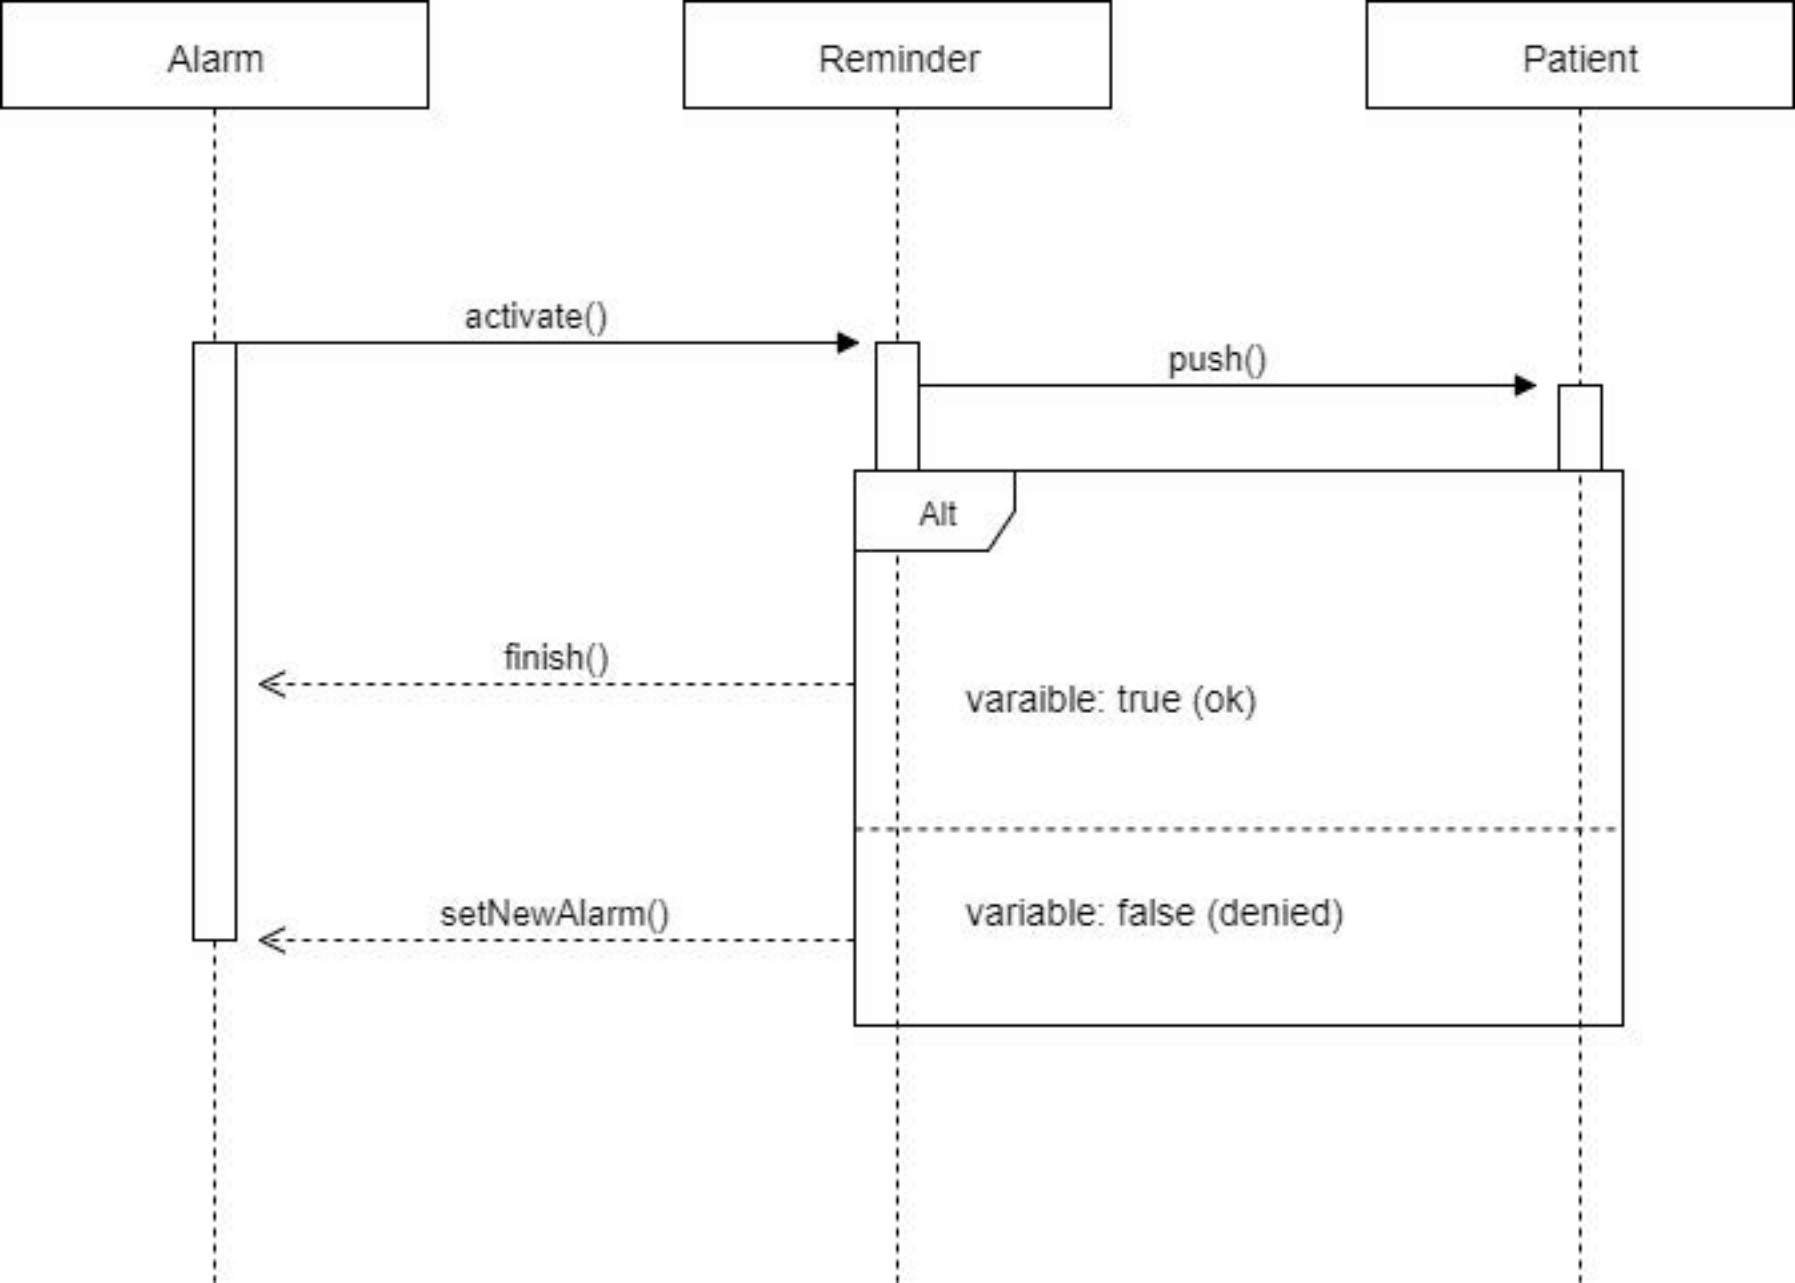 Alarm
Reminder
Patient
activate()
push()
Alt
finish()
varaible: true (ok)
setNewAlarm()
variable: false (denied)